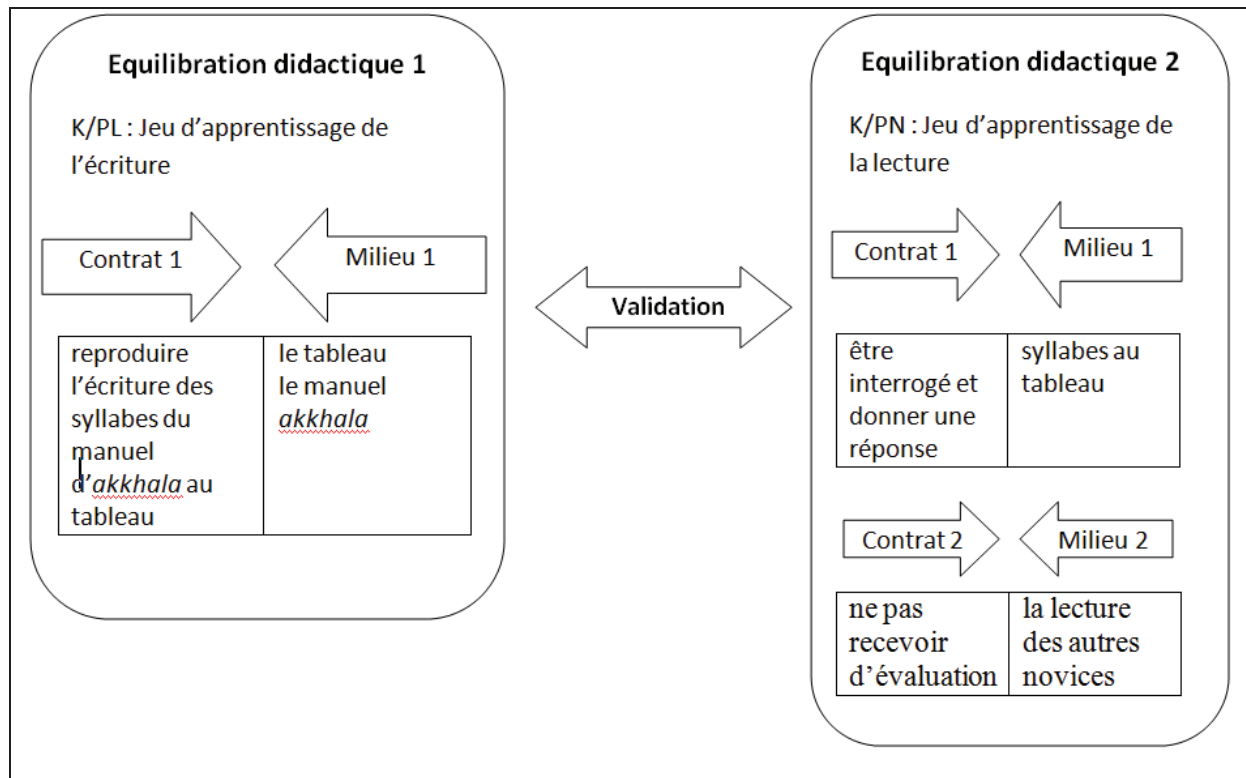 Equilibration didactique 1
K/PL : Jeu d’apprentissage de
l’écriture
Contrat 1
Milieu 1
reproduire
l’écriture des
syllabes du
manuel
d’akkhala au
tableau
le tableau
le manuel
akkhala
Validation
Equilibration didactique 2
K/PN : Jeu d’apprentissage de
la lecture
Contrat 1
Milieu 1
être
interrogé et
donner une
réponse
syllabes au
tableau
Contrat 2
Milieu 2
ne pas
recevoir
d’évaluation
la lecture
des autres
novices